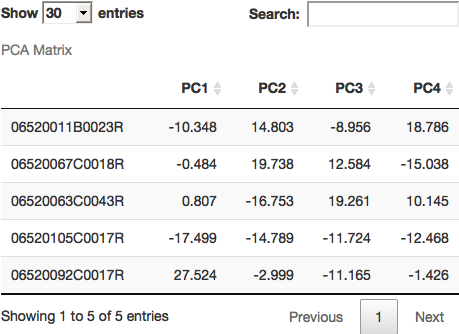 Show 30 entries Search:
PCA Matrix
PC1 PC2 PC3 PC4
06520011B0023R -10.348 14.803 -8.956 18.786
06520067C0018R -0.484 19.738 12.584 -15.038
06520063C0043R 0.807 -16.753 19.261 10.145
06520105C0017R -17.499 -14.789 -11.724 -12.468
06520092C0017R 27.524 -2.999 -11.165 -1.426
Showing 1 to 5 of 5 entries Previous 1 Next